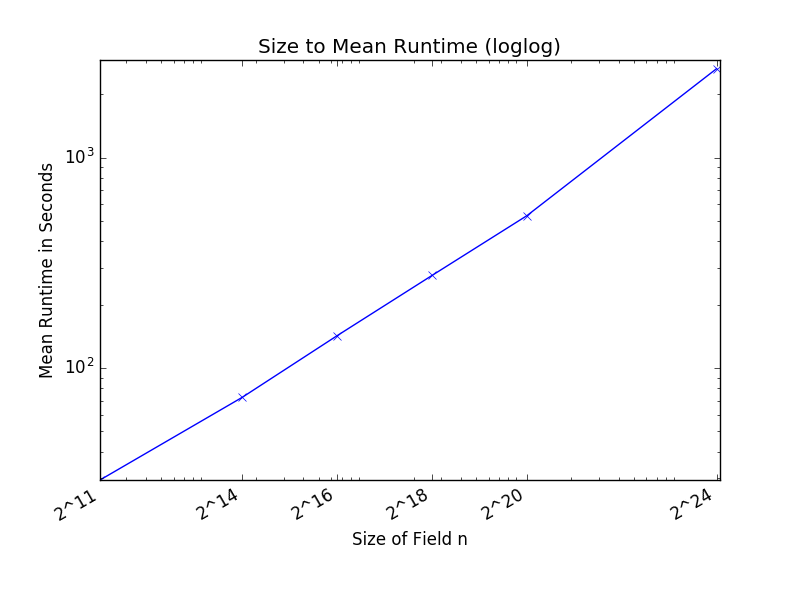 Size to Mean Runtime (loglog)
Mean Runtime in Seconds
10^3
10^2
2^11
2^14
2^16
2^18
2^20
2^24
Size of Field n